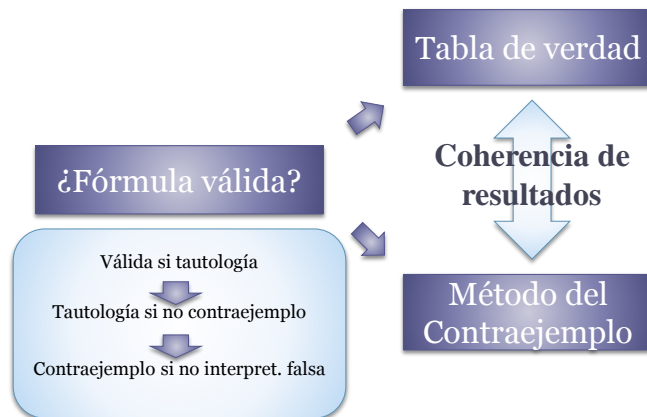 Tabla de verdad
¿Fórmula válida?
Coherencia de
resultados
Válida si tautología
Tautología si no contraejemplo
Contraejemplo si no interpret. falsa
Método del
Contraejemplo